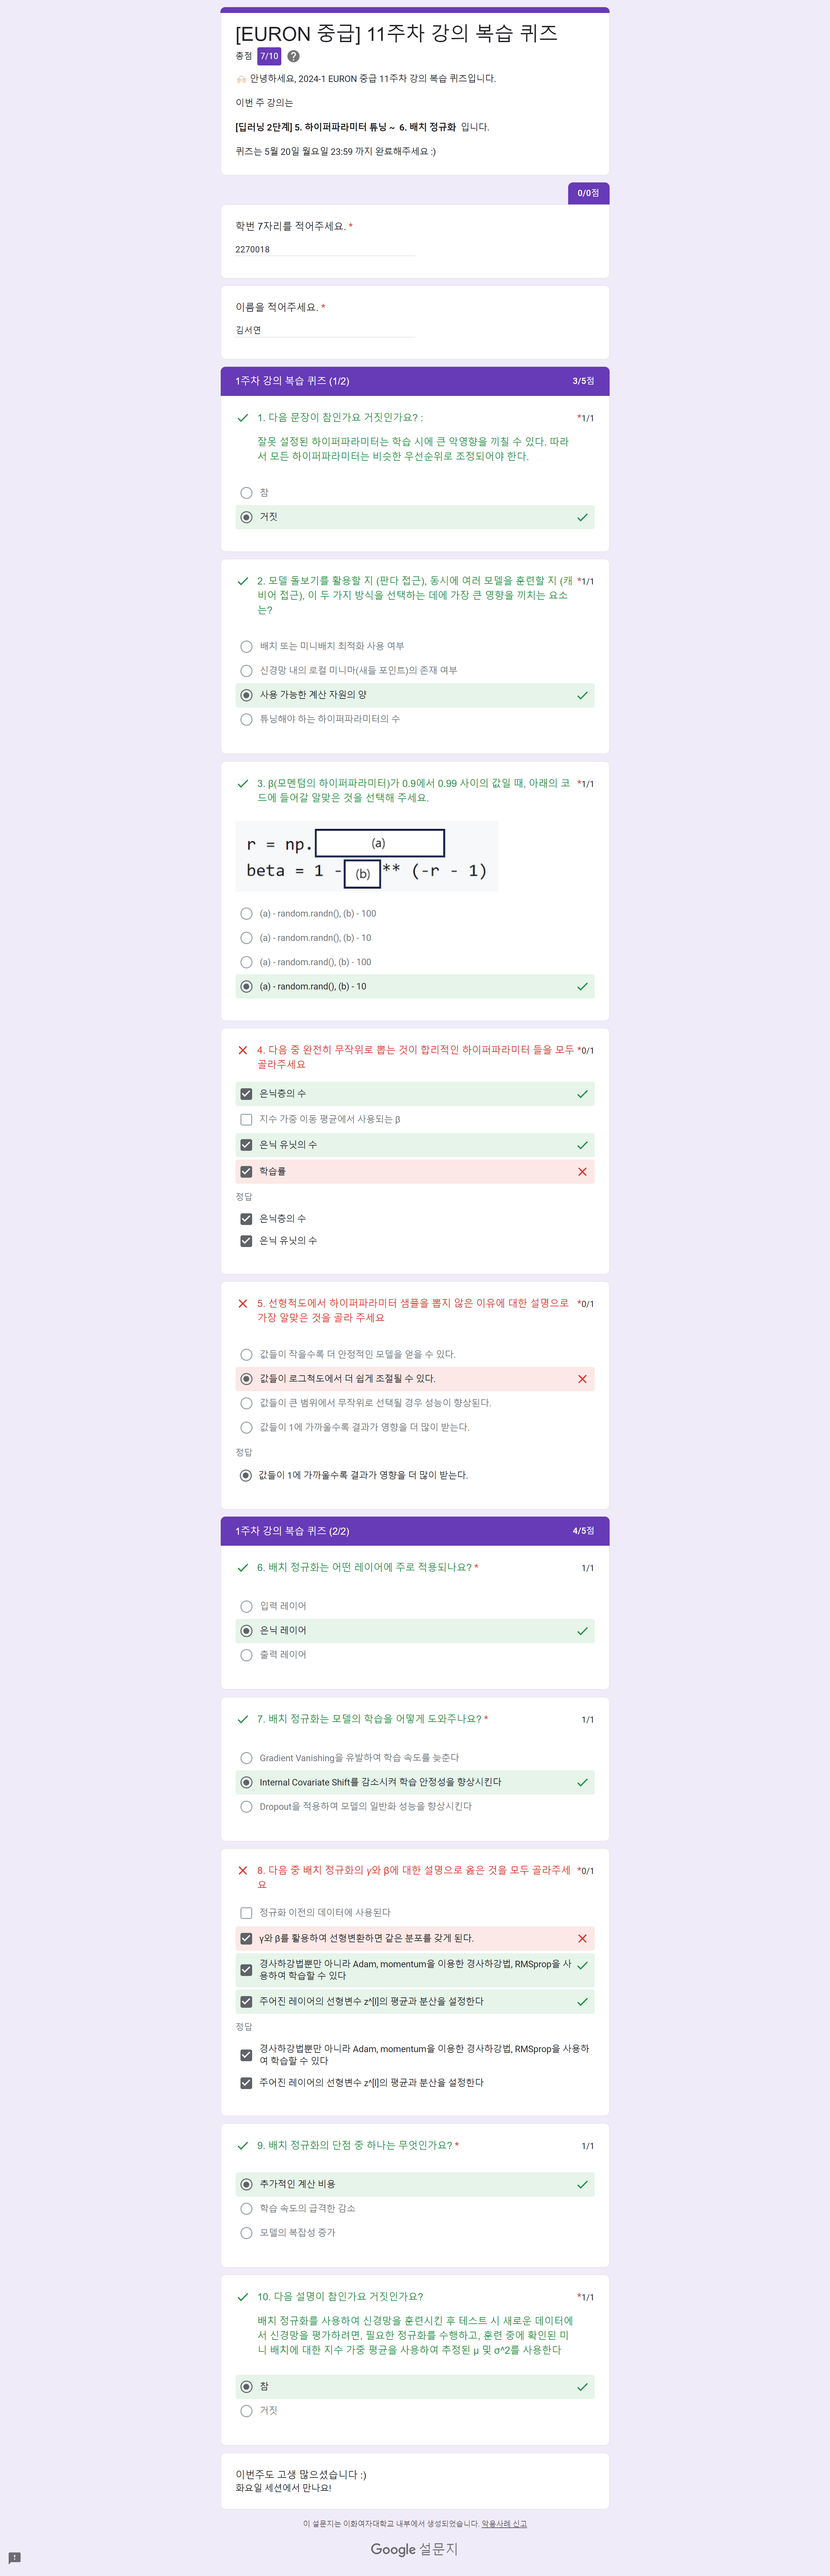 [EURON 중급] 11주차 강의 복습 퀴즈
총점 7/10 ?
안녕하세요, 2024-1 EURON 중급 11주차 강의 복습 퀴즈입니다.
이번 주 강의는
[딥러닝 2단계] 5. 하이퍼파라미터 튜닝 ~ 6. 배치 정규화 입니다.
퀴즈는 5월 20일 월요일 23:59 까지 완료해주세요 :)
0/0점
학번 7자리를 적어주세요. *
2270018
이름을 적어주세요. *
김서연
1주차 강의 복습 퀴즈 (1/2) 3/5점
1. 다음 문장이 참인가요 거짓인가요? : *1/1
잘못 설정된 하이퍼파라미터는 학습 시에 큰 악영향을 끼칠 수 있다. 따라
서 모든 하이퍼파라미터는 비슷한 우선순위로 조정되어야 한다.
참
거짓
2. 모델 돌보기를 활용할 지 (판다 접근), 동시에 여러 모델을 훈련할 지 (캐 *1/1
비어 접근), 이 두 가지 방식을 선택하는 데에 가장 큰 영향을 끼치는 요소
는?
배치 또는 미니배치 최적화 사용 여부
신경망 내의 로컬 미니마(새들 포인트)의 존재 여부
사용 가능한 계산 자원의 양
튜닝해야 하는 하이퍼파라미터의 수
3. β(모멘텀의 하이퍼파라미터)가 0.9에서 0.99 사이의 값일 때, 아래의 코 *1/1
드에 들어갈 알맞은 것을 선택해 주세요.
r = np. (a)
beta = 1 - (b) ** (-r - 1)
(a) - random.randn(), (b) - 100
(a) - random.randn(), (b) - 10
(a) - random.rand(), (b) - 100
(a) - random.rand(), (b) - 10
4. 다음 중 완전히 무작위로 뽑는 것이 합리적인 하이퍼파라미터 들을 모두 *0/1
골라주세요
은닉층의 수
지수 가중 이동 평균에서 사용되는 β
은닉 유닛의 수
학습률
정답
은닉층의 수
은닉 유닛의 수
5. 선형척도에서 하이퍼파라미터 샘플을 뽑지 않은 이유에 대한 설명으로 *0/1
가장 알맞은 것을 골라 주세요
값들이 작을수록 더 안정적인 모델을 얻을 수 있다.
값들이 로그척도에서 더 쉽게 조절될 수 있다.
값들이 큰 범위에서 무작위로 선택될 경우 성능이 향상된다.
값들이 1에 가까울수록 결과가 영향을 더 많이 받는다.
정답
값들이 1에 가까울수록 결과가 영향을 더 많이 받는다.
1주차 강의 복습 퀴즈 (2/2) 4/5점
6. 배치 정규화는 어떤 레이어에 주로 적용되나요? * 1/1
입력 레이어
은닉 레이어
출력 레이어
7. 배치 정규화는 모델의 학습을 어떻게 도와주나요? * 1/1
Gradient Vanishing을 유발하여 학습 속도를 늦춘다
Internal Covariate Shift를 감소시켜 학습 안정성을 향상시킨다
Dropout을 적용하여 모델의 일반화 성능을 향상시킨다
8. 다음 중 배치 정규화의 γ와 β에 대한 설명으로 옳은 것을 모두 골라주세 *0/1
요
정규화 이전의 데이터에 사용된다
γ와 β를 활용하여 선형변환하면 같은 분포를 갖게 된다.
경사하강법뿐만 아니라 Adam, momentum을 이용한 경사하강법, RMSprop을 사
용하여 학습할 수 있다
주어진 레이어의 선형변수 z^[l]의 평균과 분산을 설정한다
정답
경사하강법뿐만 아니라 Adam, momentum을 이용한 경사하강법, RMSprop을 사용하
여 학습할 수 있다
주어진 레이어의 선형변수 z^[l]의 평균과 분산을 설정한다
9. 배치 정규화의 단점 중 하나는 무엇인가요? * 1/1
추가적인 계산 비용
학습 속도의 급격한 감소
모델의 복잡성 증가
10. 다음 설명이 참인가요 거짓인가요? *1/1
배치 정규화를 사용하여 신경망을 훈련시킨 후 테스트 시 새로운 데이터에
서 신경망을 평가하려면, 필요한 정규화를 수행하고, 훈련 중에 확인된 미
니 배치에 대한 지수 가중 평균을 사용하여 추정된 μ 및 σ^2를 사용한다
참
거짓
이번주도 고생 많으셨습니다 :)
화요일 세션에서 만나요!
이 설문지는 이화여자대학교 내부에서 생성되었습니다. 악용사례 신고
Google 설문지